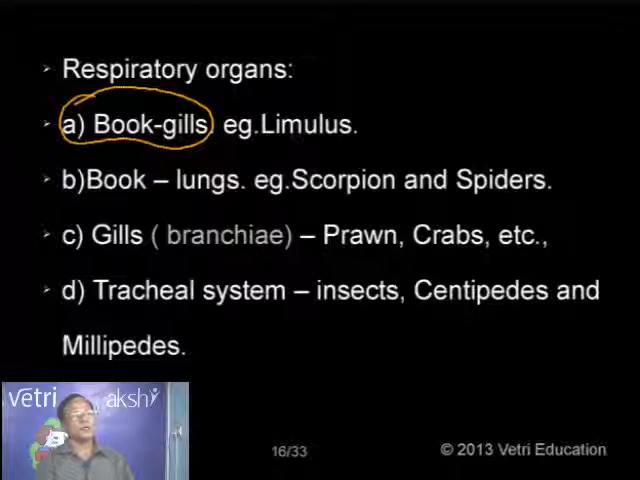 Respiratory organs:
a) Book-gills. eg.Limulus.
b)Book – lungs. eg.Scorpion and Spiders.
c) Gills ( branchiae) – Prawn, Crabs, etc.,
d) Tracheal system – insects, Centipedes and
Millipedes.
vetri akshi
16/33
© 2013 Vetri Education